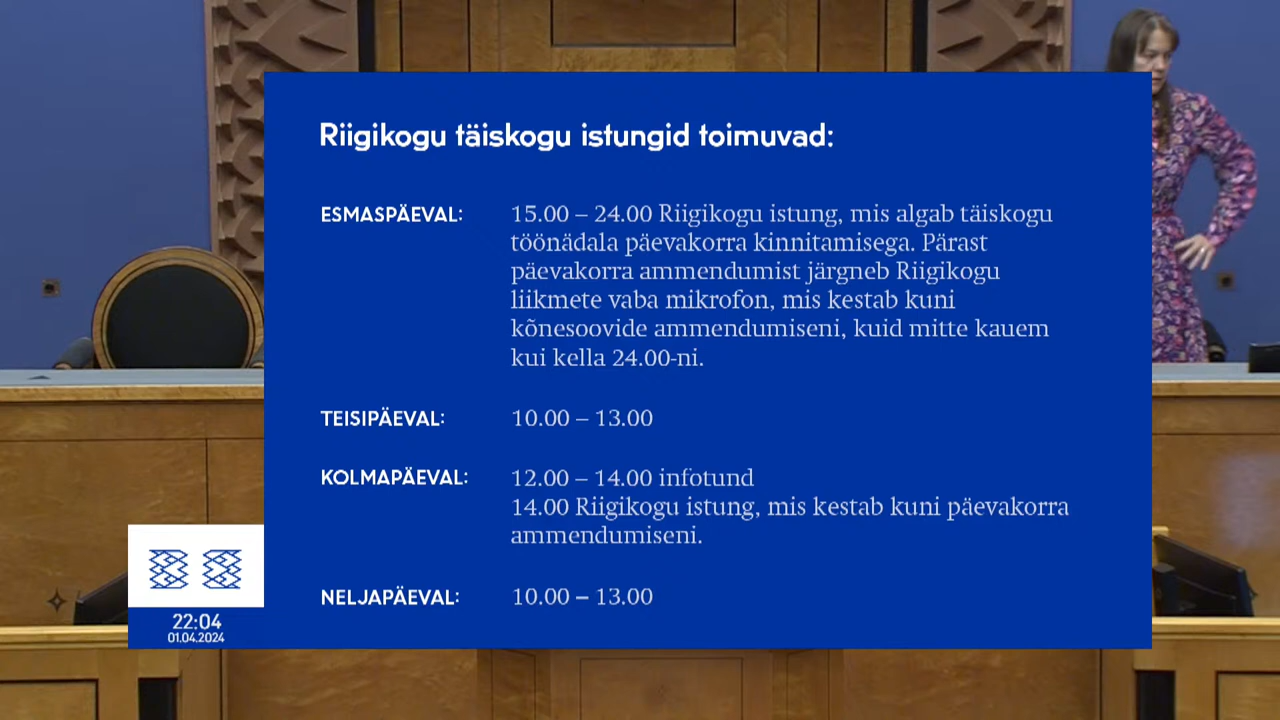 Riigikogu täiskogu istungid toimuvad:
ESMASPÄEVAL: 15.00 – 24.00 Riigikogu istung, mis algab täiskogu
töönädala päevakorra kinnitamisega. Pärast
päevakorra ammendumist järgneb Riigikogu
liikmete vaba mikrofon, mis kestab kuni
kõnesoovide ammendumiseni, kuid mitte kauem
kui kella 24.00-ni.
TEISIPÄEVAL: 10.00 – 13.00
KOLMAPÄEVAL: 12.00 – 14.00 infotund
14.00 Riigikogu istung, mis kestab kuni päevakorra
ammendumiseni.
NELJAPÄEVAL: 10.00 – 13.00
22:04
01.04.2024